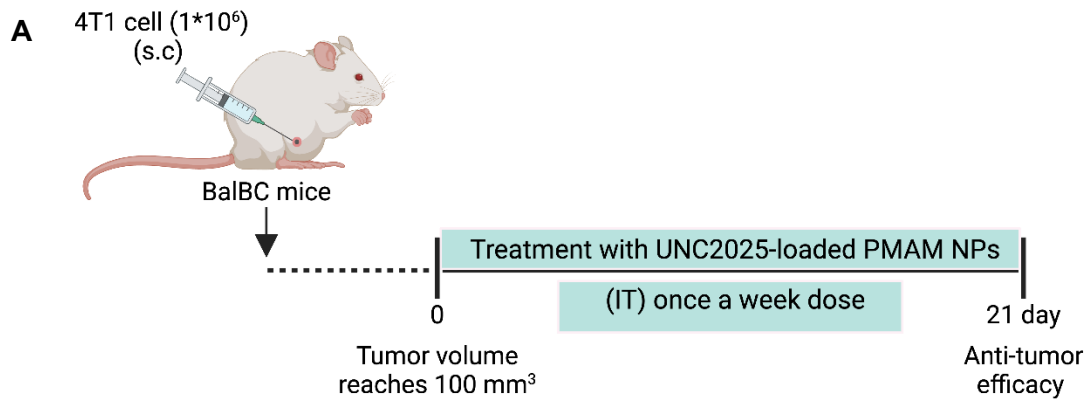 A
4T1 cell (1*10⁶)
(s.c)
BalBC mice
Treatment with UNC2025-loaded PMAM NPs
(IT) once a week dose
0
21 day
Tumor volume
reaches 100 mm³
Anti-tumor
efficacy